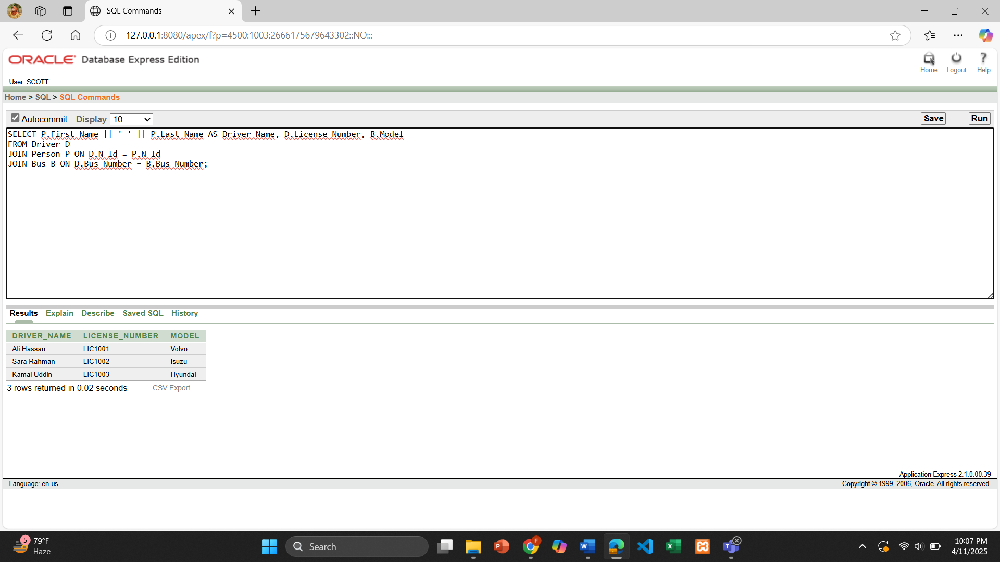 SQL Commands
127.0.0.1:8080/apex/f?p=4500:1003:2666175679643302::NO:::
ORACLE Database Express Edition
Home Logout Help
User: SCOTT
Home > SQL > SQL Commands
Autocommit Display 10 Save Run
SELECT P.First_Name || ' ' || P.Last_Name AS Driver_Name, D.License_Number, B.Model
FROM Driver D
JOIN Person P ON D.N_Id = P.N_Id
JOIN Bus B ON D.Bus_Number = B.Bus_Number;
Results Explain Describe Saved SQL History
DRIVER_NAME LICENSE_NUMBER MODEL
Ali Hassan LIC1001 Volvo
Sara Rahman LIC1002 Isuzu
Kamal Uddin LIC1003 Hyundai
3 rows returned in 0.02 seconds CSV Export
Application Express 2.1.0.00.39
Language: en-us Copyright © 1999, 2006, Oracle. All rights reserved.
5 79°F
Haze
Search
P
F
W
X
T
10:07 PM
4/11/2025